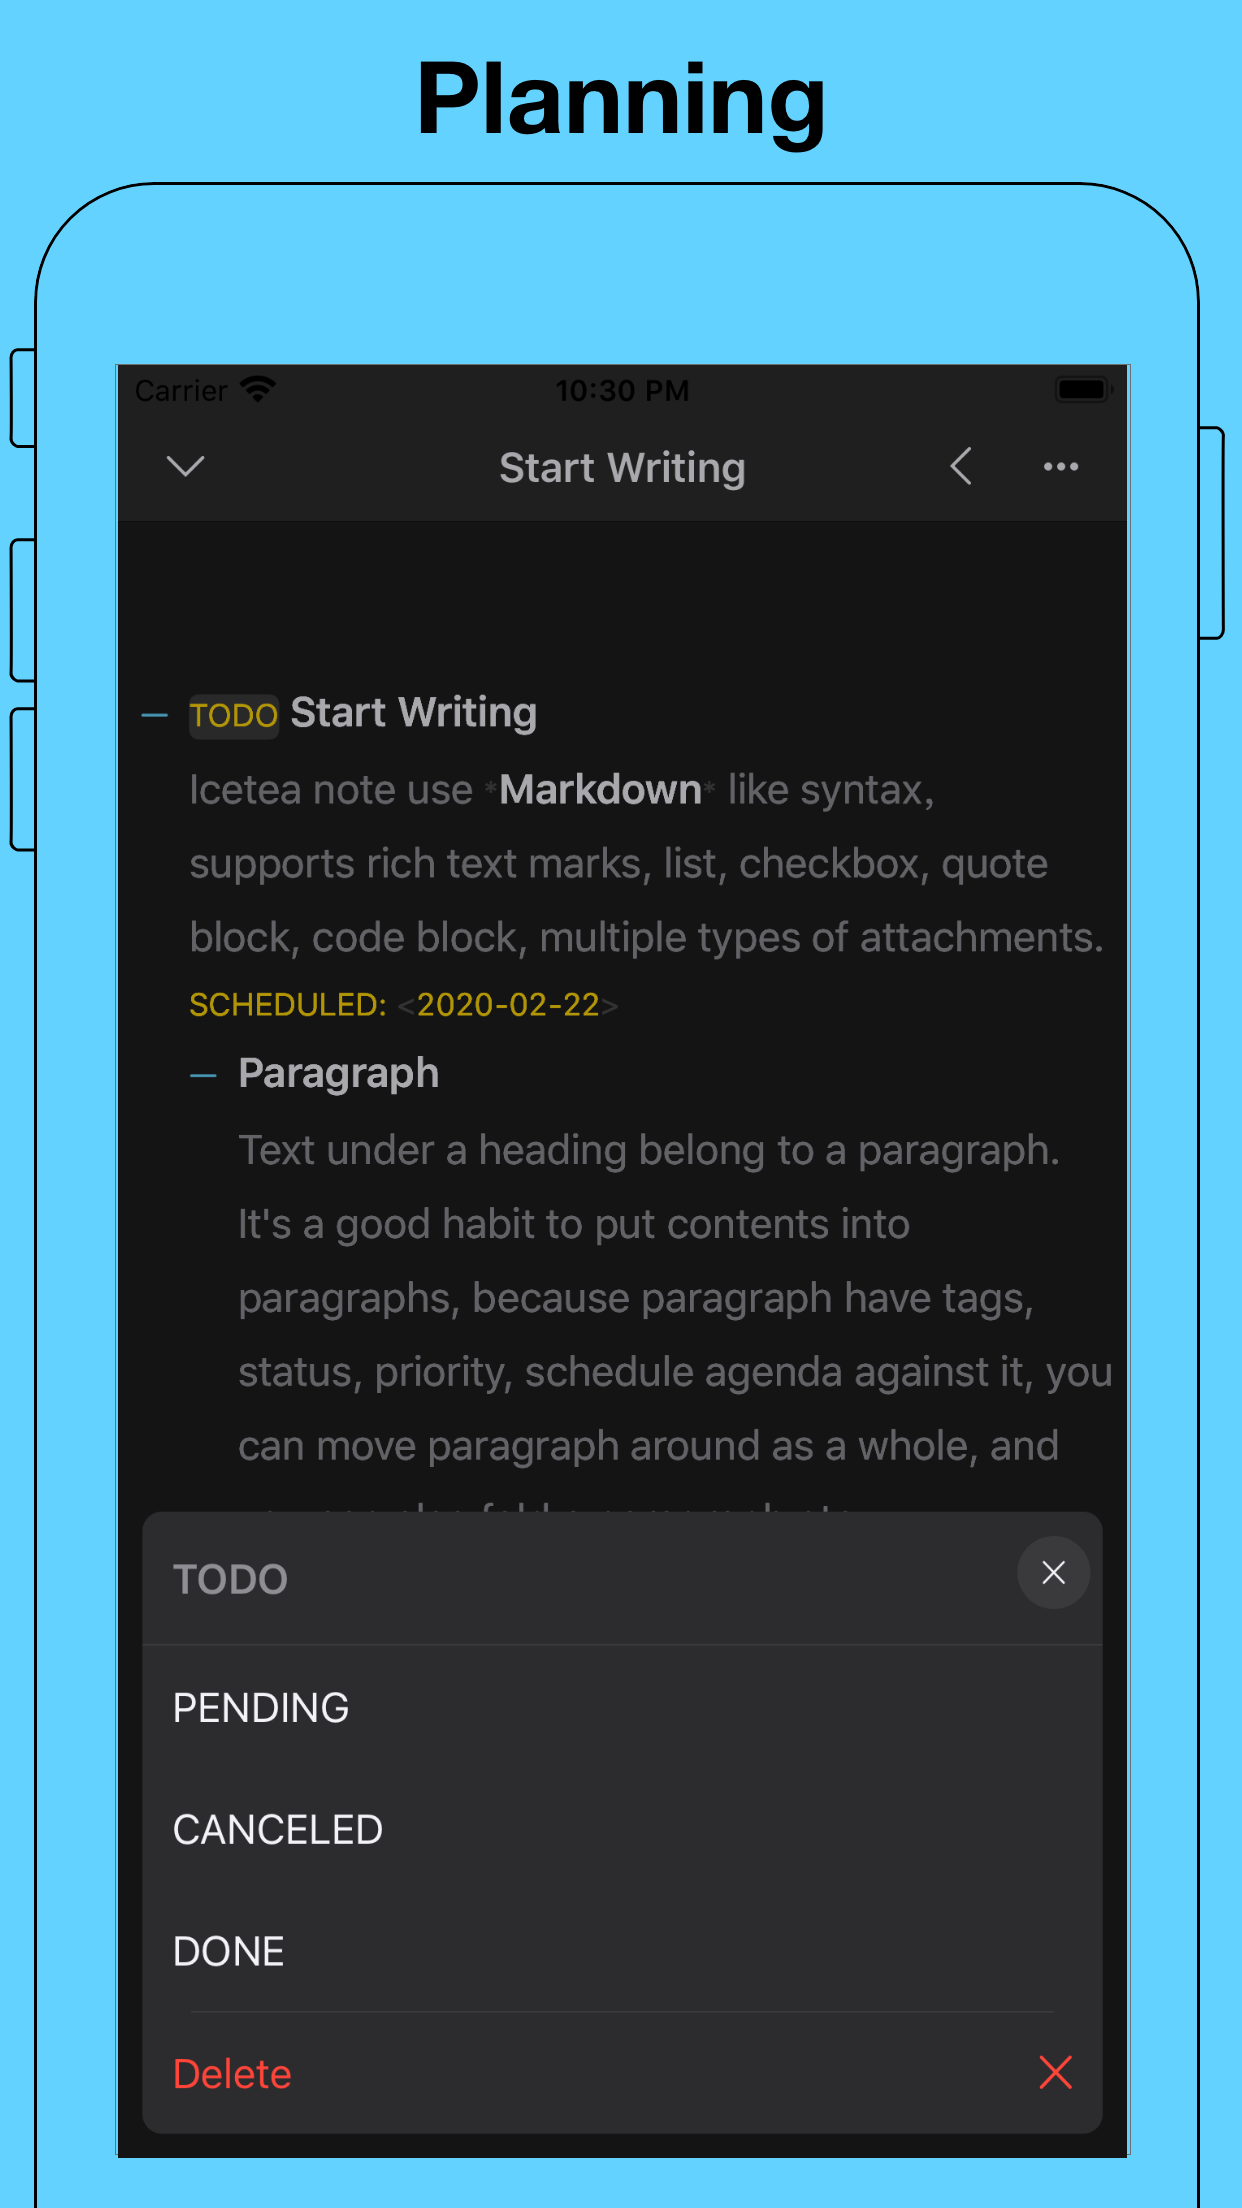 Planning
Carrier 10:30 PM
Start Writing
TODO Start Writing
Icetea note use *Markdown* like syntax,
supports rich text marks, list, checkbox, quote
block, code block, multiple types of attachments.
SCHEDULED: <2020-02-22>
Paragraph
Text under a heading belong to a paragraph.
It's a good habit to put contents into
paragraphs, because paragraph have tags,
status, priority, schedule agenda against it, you
can move paragraph around as a whole, and
TODO
PENDING
CANCELED
DONE
Delete